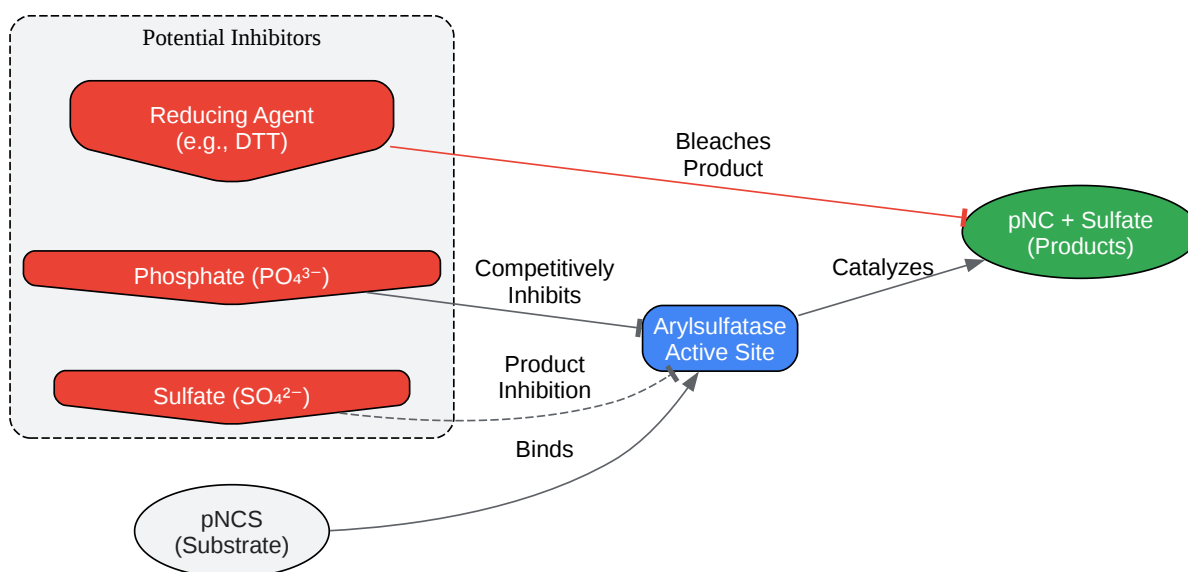 Potential Inhibitors
Reducing Agent
(e.g., DTT)
Bleaches
Product
pNC + Sulfate
(Products)
Phosphate (PO₄³⁻)
Competitively
Inhibits
Catalyzes
Arylsulfatase
Active Site
Product
Inhibition
Sulfate (SO₄²⁻)
Binds
pNCS
(Substrate)